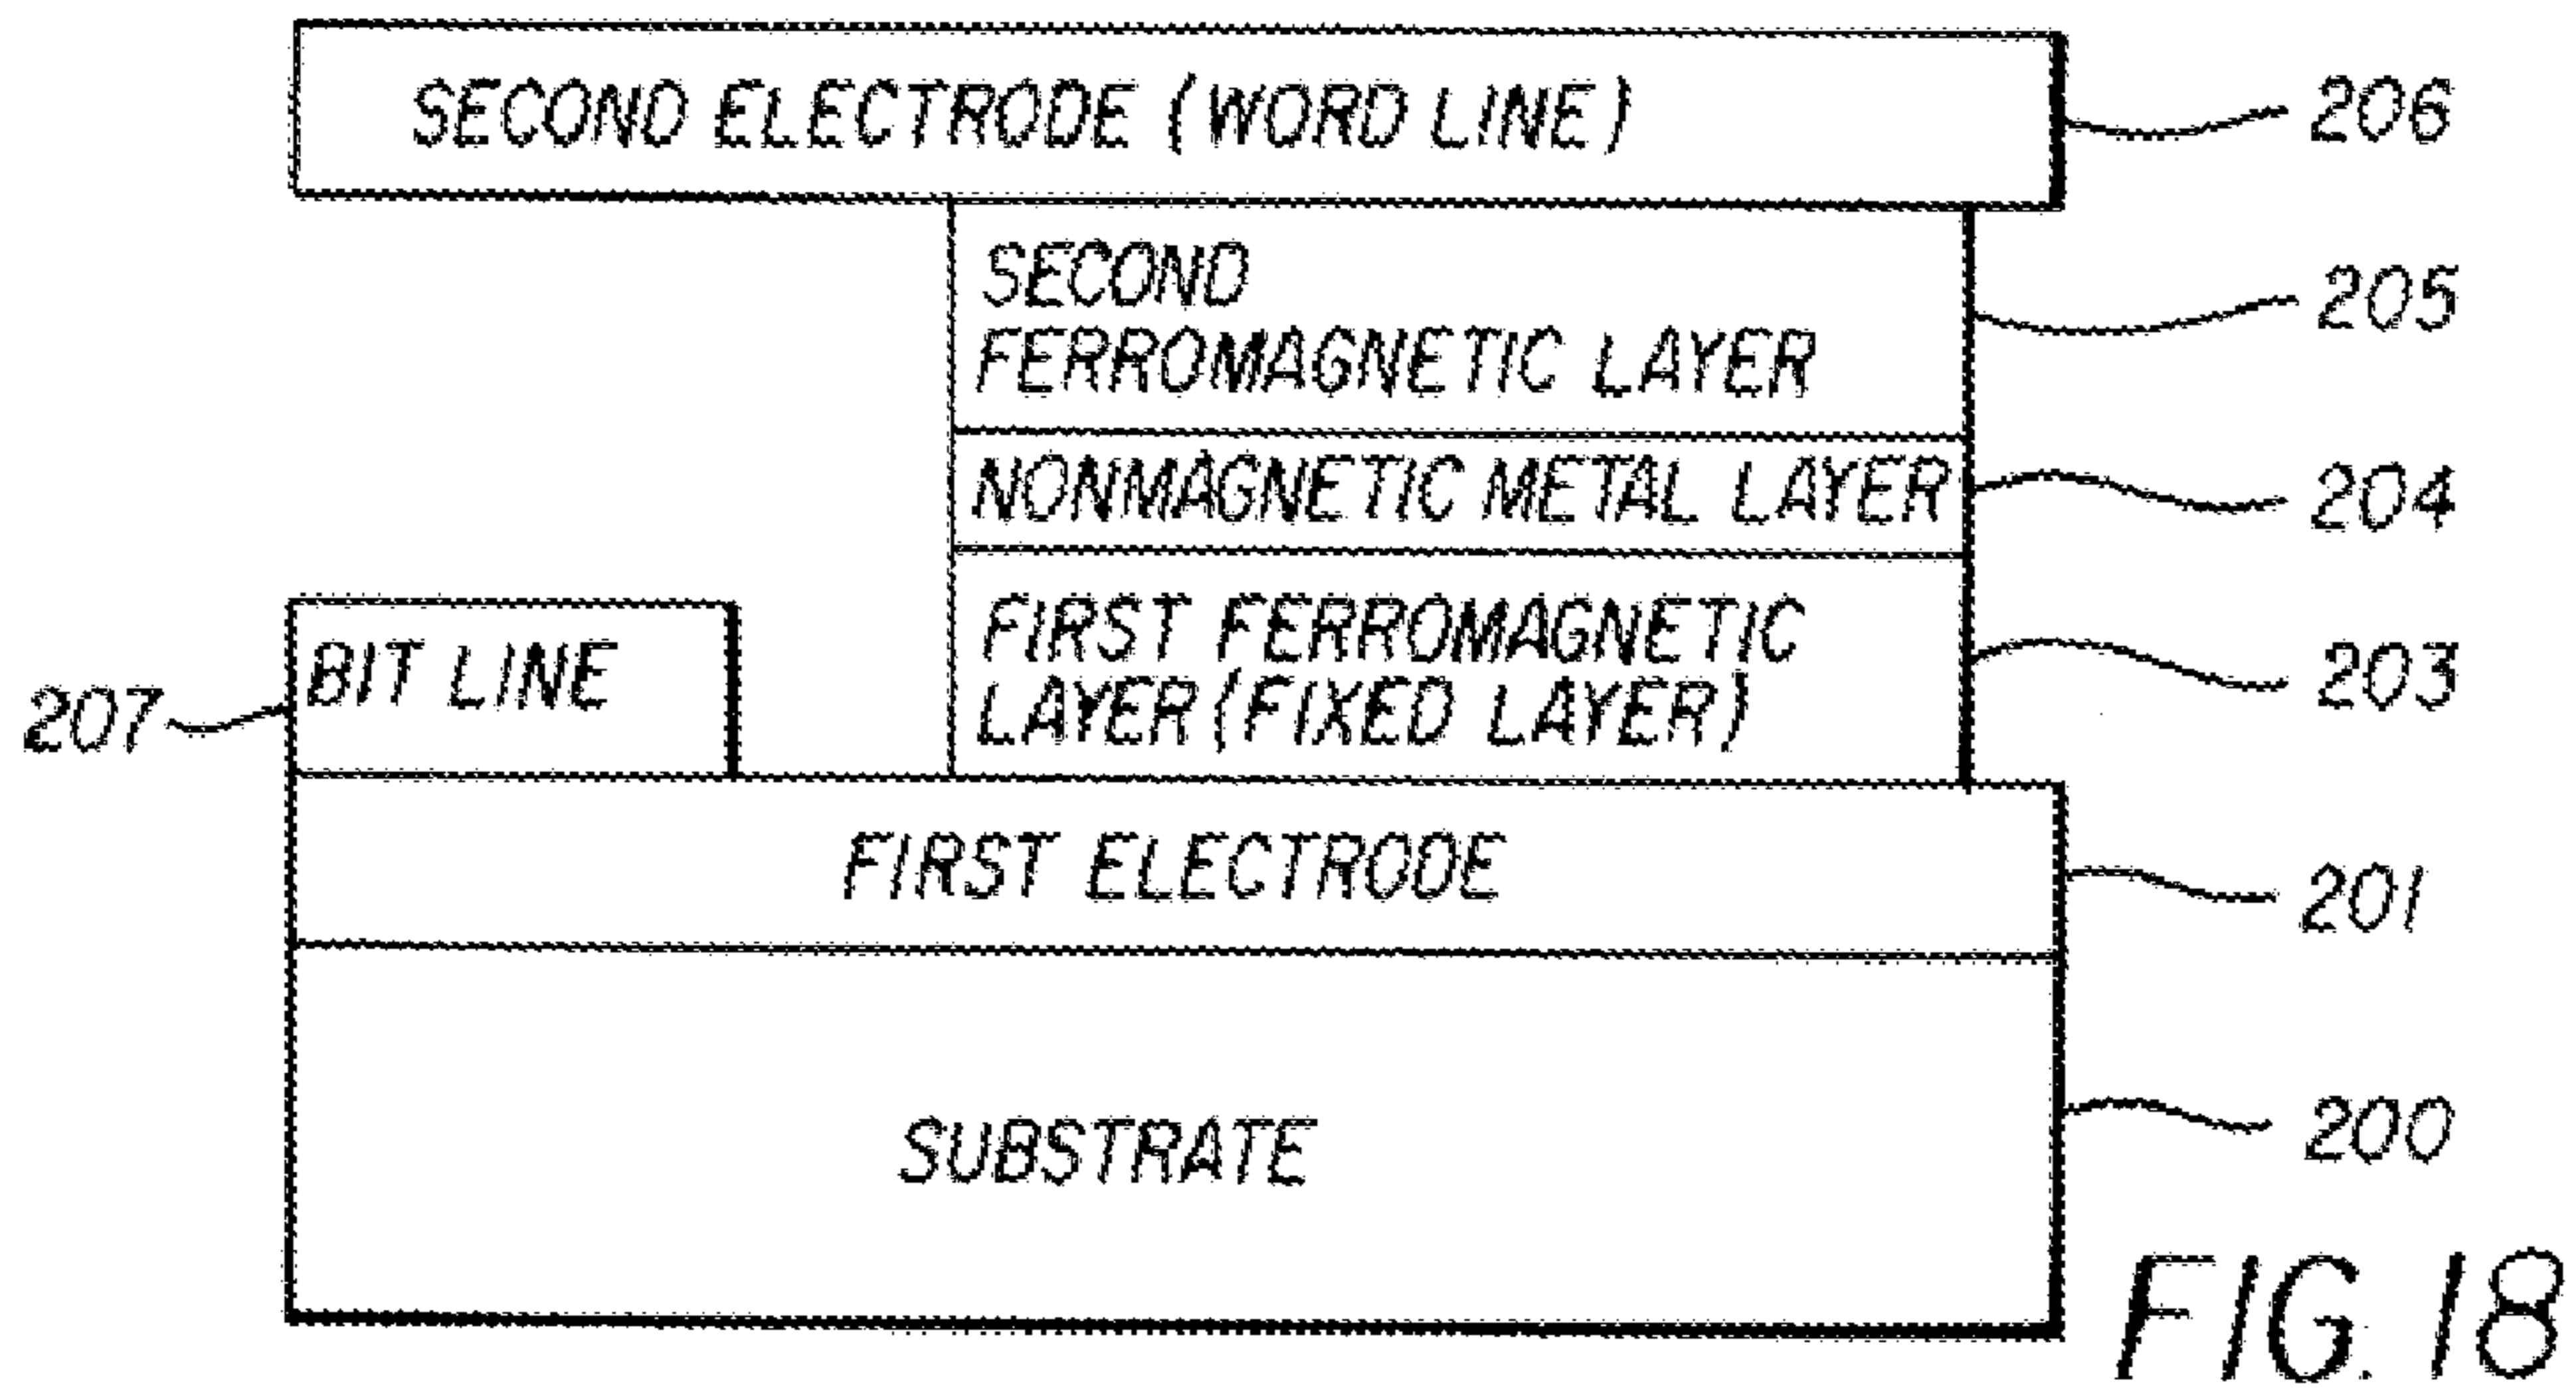 SECOND ELECTRODE (WORD LINE)
206
SECOND
FERROMAGNETIC LAYER
205
NONMAGNETIC METAL LAYER
204
FIRST FERROMAGNETIC
LAYER (FIXED LAYER)
203
BIT LINE
207
FIRST ELECTRODE
201
SUBSTRATE
200
FIG. 18